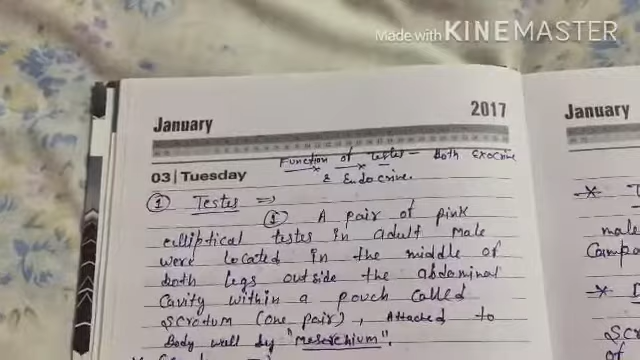 Made with KINEMASTER
January
2017
03 | Tuesday
Function of testes - Both Exocrine
& Endocrine.
① Testes ⇒
① A pair of pink
elliptical testes in adult male
were located in the middle of
both legs outside the abdominal
cavity within a pouch called
scrotum (one pair), Attached to
Body wall by "mesorchium".
January
male